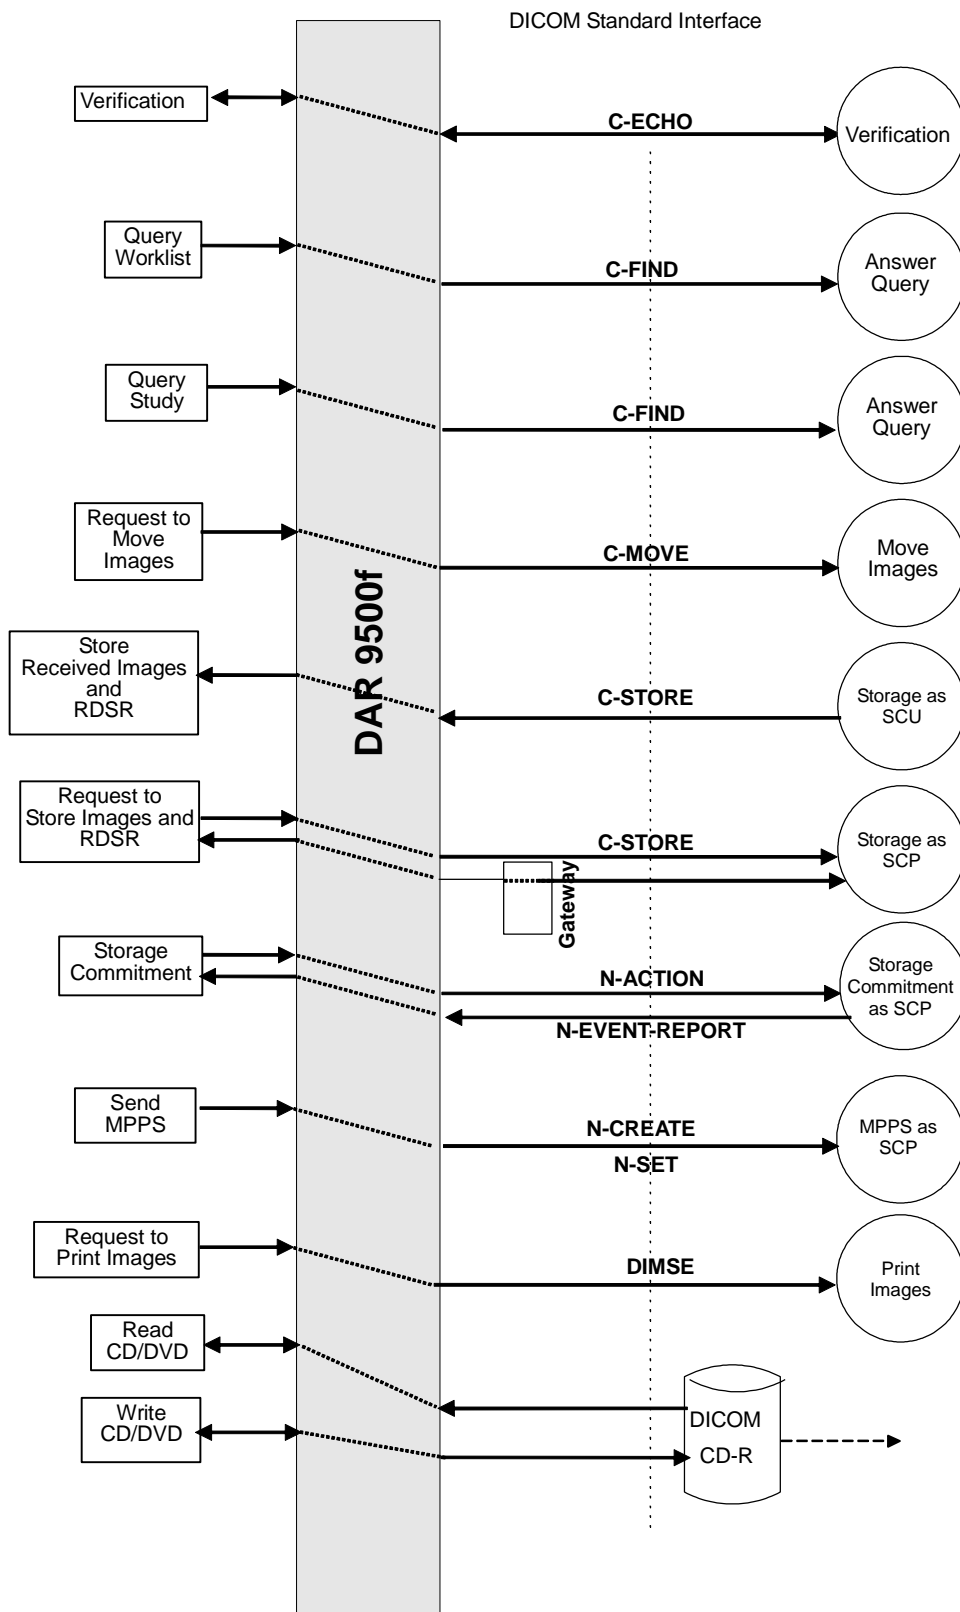 DICOM Standard Interface
Verification
C-ECHO
Verification
Query
Worklist
C-FIND
Answer
Query
Query
Study
C-FIND
Answer
Query
Request to
Move
Images
C-MOVE
Move
Images
DAR 9500f
Store
Received Images
and
RDSR
C-STORE
Storage as
SCU
Request to
Store Images and
RDSR
C-STORE
Storage as
SCP
Gateway
Storage
Commitment
N-ACTION
N-EVENT-REPORT
Storage
Commitment
as SCP
Send
MPPS
N-CREATE
N-SET
MPPS as
SCP
Request to
Print Images
DIMSE
Print
Images
Read
CD/DVD
Write
CD/DVD
DICOM
CD-R